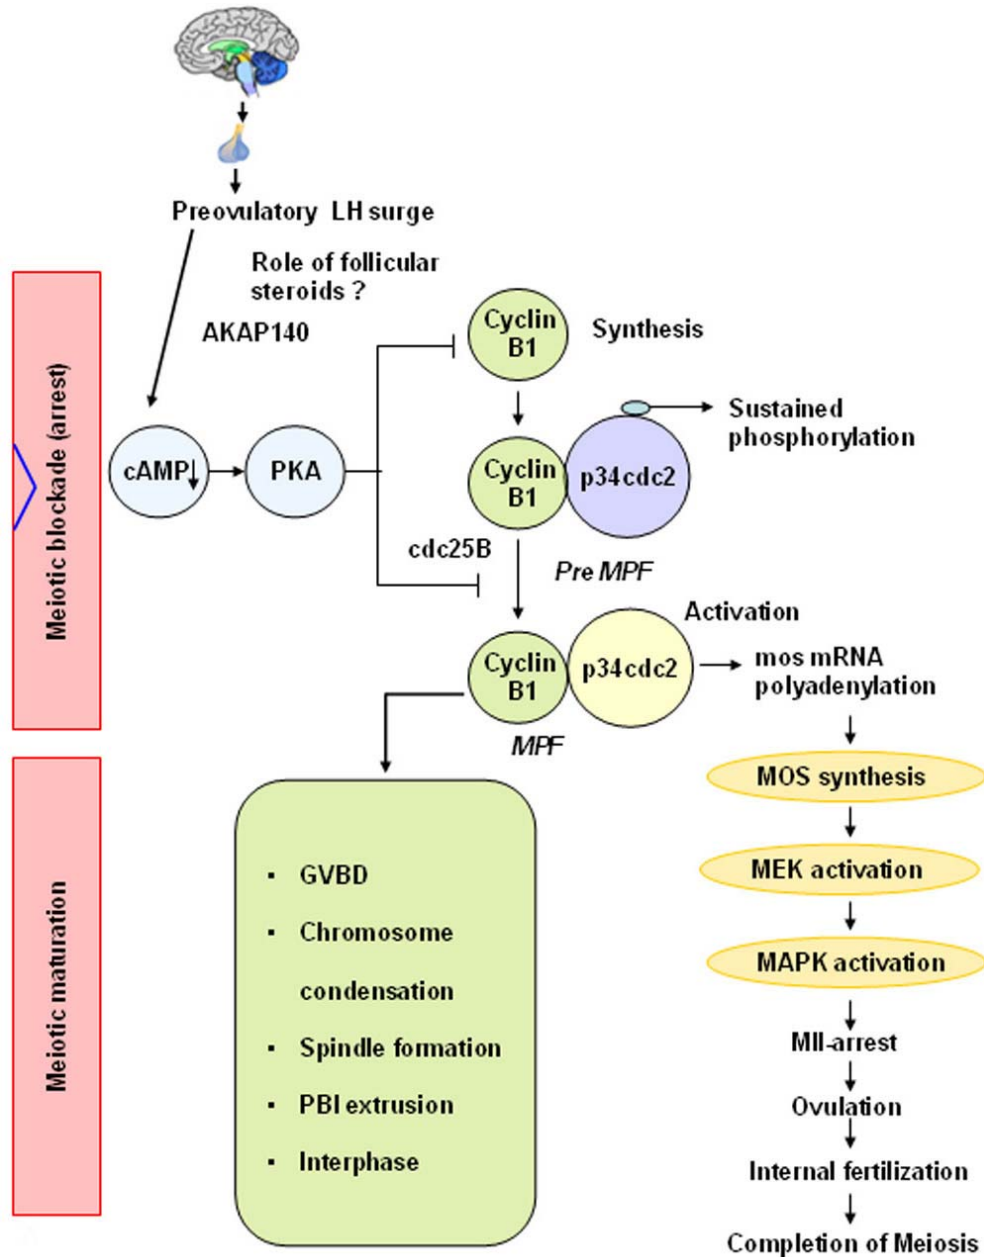 Preovulatory LH surge
Role of follicular
steroids ?
AKAP140
Meiotic blockade (arrest)
cAMP↓
PKA
Cyclin
B1
Synthesis
Cyclin
B1
p34cdc2
Sustained
phosphorylation
cdc25B
Pre MPF
Cyclin
B1
p34cdc2
Activation
MPF
mos mRNA
polyadenylation
MOS synthesis
MEK activation
MAPK activation
MII-arrest
Ovulation
Internal fertilization
Completion of Meiosis
Meiotic maturation
▪ GVBD
▪ Chromosome
condensation
▪ Spindle formation
▪ PBI extrusion
▪ Interphase